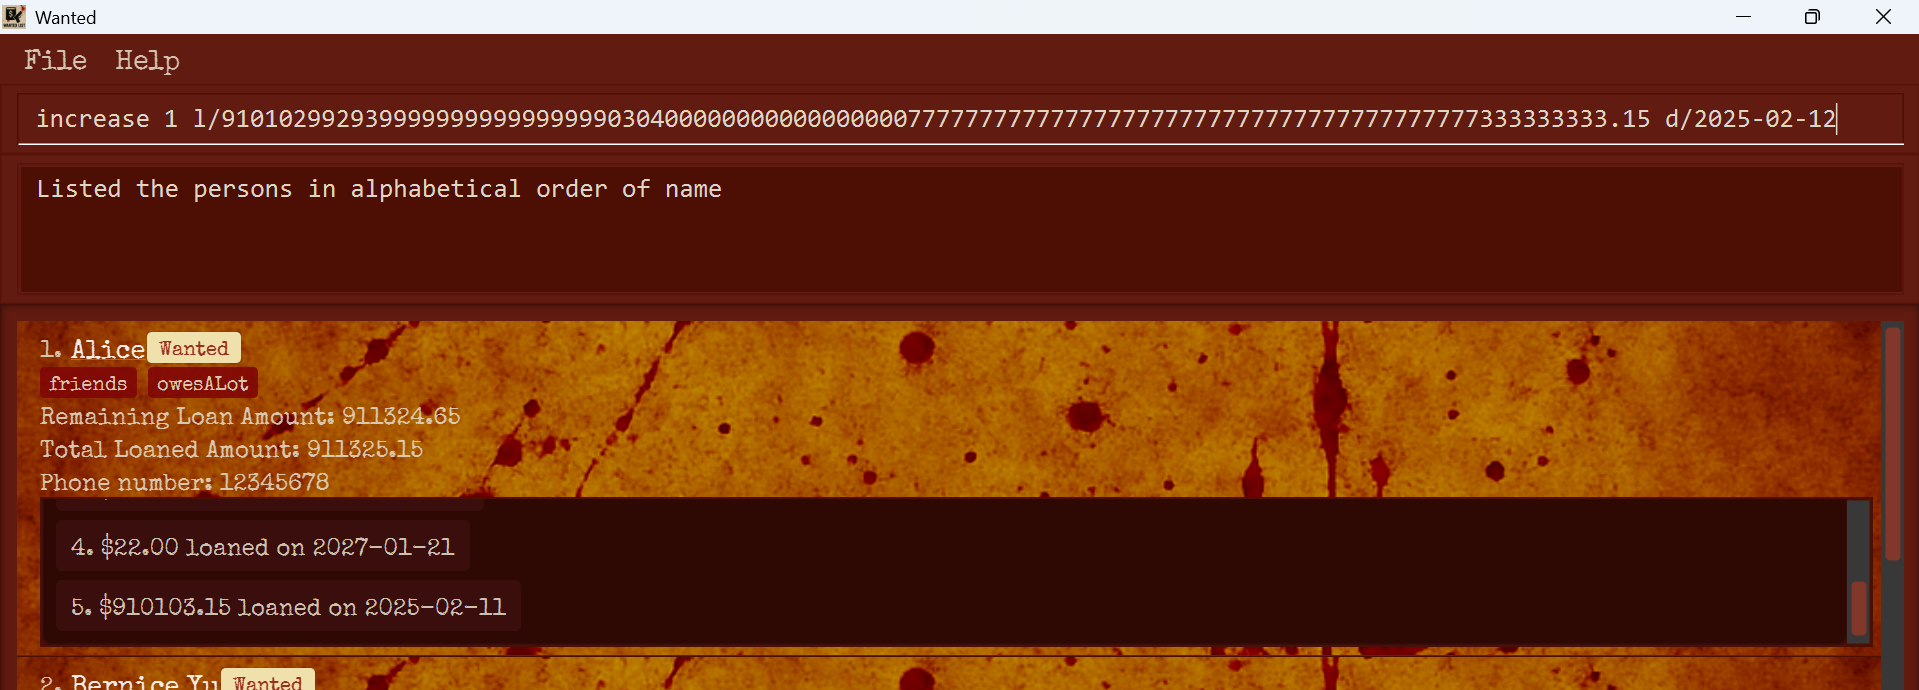 Wanted
File Help
increase 1 l/9101029929399999999999999999030400000000000000007777777777777777777777777777777777777777333333333.15 d/2025-02-12
Listed the persons in alphabetical order of name
1. Alice Wanted
friends owesALot
Remaining Loan Amount: 911324.65
Total Loaned Amount: 911325.15
Phone number: 12345678
4. $22.00 loaned on 2027-01-21
5. $910103.15 loaned on 2025-02-11
2. Bernice Yu Wanted